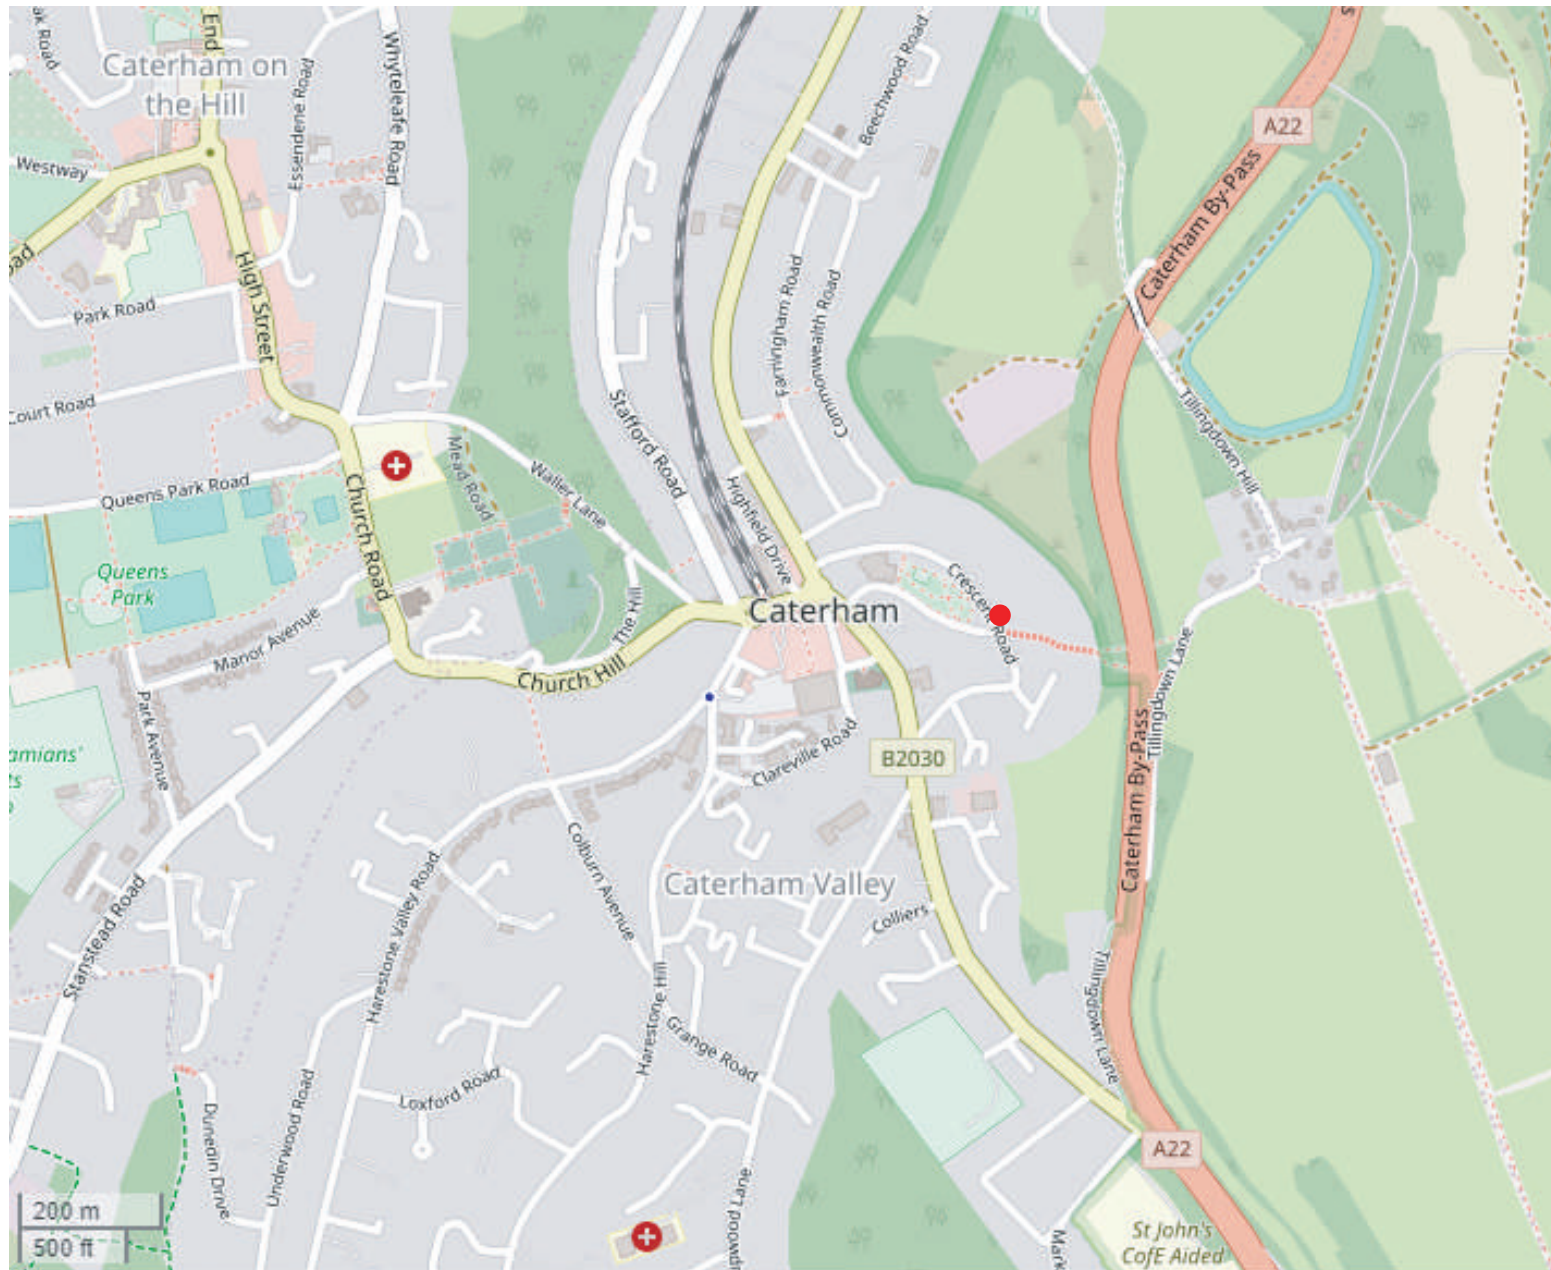 End
Caterham on
the Hill
Essendene Road
Whyteleafe Road
Westway
Park Road
High Street
Court Road
Queens Park Road
Mead Road
Waller Lane
Church Road
Queens
Park
Manor Avenue
Park Avenue
The Hill
Church Hill
Stafford Road
Highfield Drive
Beechwood Road
Farningham Road
Commonwealth Road
Caterham
Crescent Road
A22
Caterham By-Pass
Tillingdown Hill
Tillingdown Lane
Caterham By-Pass
Clareville Road
B2030
Colburn Avenue
Caterham Valley
Colliers
Harestone Valley Road
Stanstead Road
Harestone Hill
Grange Road
Loxford Road
Underwood Road
Dunedin Drive
Tillingdown Lane
A22
St John's
CofE Aided
Mark
200 m
500 ft